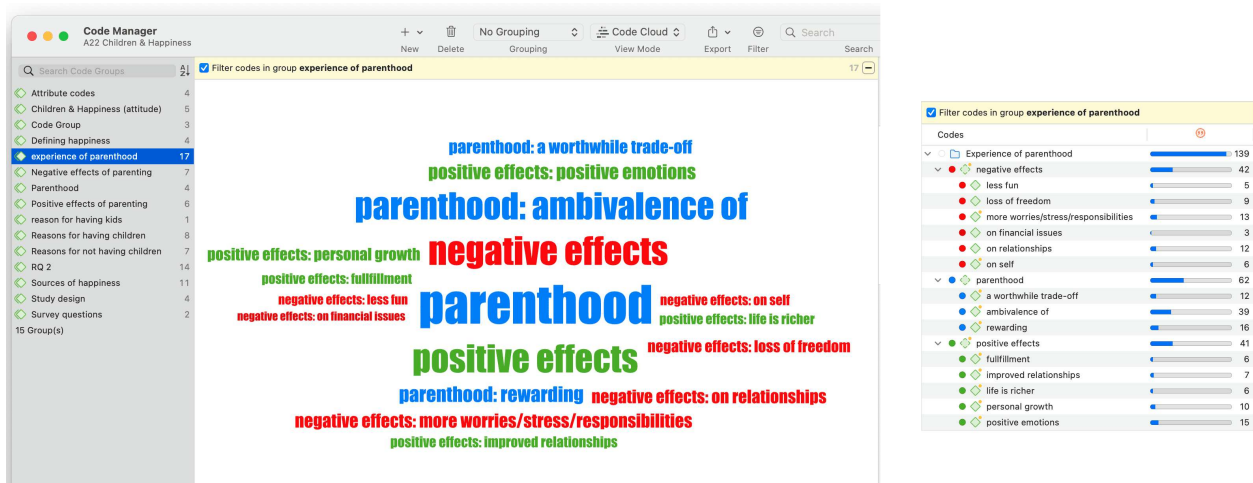 Code Manager
A22 Children & Happiness
No Grouping
Code Cloud
Search
New
Delete
Grouping
View Mode
Export
Filter
Search
Search Code Groups
Attribute codes 4
Children & Happiness (attitude) 5
Code Group 3
Defining happiness 4
experience of parenthood 17
Negative effects of parenting 7
Parenthood 4
Positive effects of parenting 6
reason for having kids 1
Reasons for having children 8
Reasons for not having children 7
RQ 2 14
Sources of happiness 11
Study design 4
Survey questions 2
15 Group(s)
Filter codes in group experience of parenthood 17
parenthood: a worthwhile trade-off
positive effects: positive emotions
parenthood: ambivalence of
positive effects: personal growth negative effects
positive effects: fullfillment
negative effects: less fun parenthood negative effects: on self
negative effects: on financial issues positive effects: life is richer
positive effects negative effects: loss of freedom
parenthood: rewarding negative effects: on relationships
negative effects: more worries/stress/responsibilities
positive effects: improved relationships
Filter codes in group experience of parenthood
Codes
Experience of parenthood 139
negative effects 42
less fun 5
loss of freedom 9
more worries/stress/responsibilities 13
on financial issues 3
on relationships 12
on self 6
parenthood 62
a worthwhile trade-off 12
ambivalence of 39
rewarding 16
positive effects 41
fullfillment 6
improved relationships 7
life is richer 6
personal growth 10
positive emotions 15